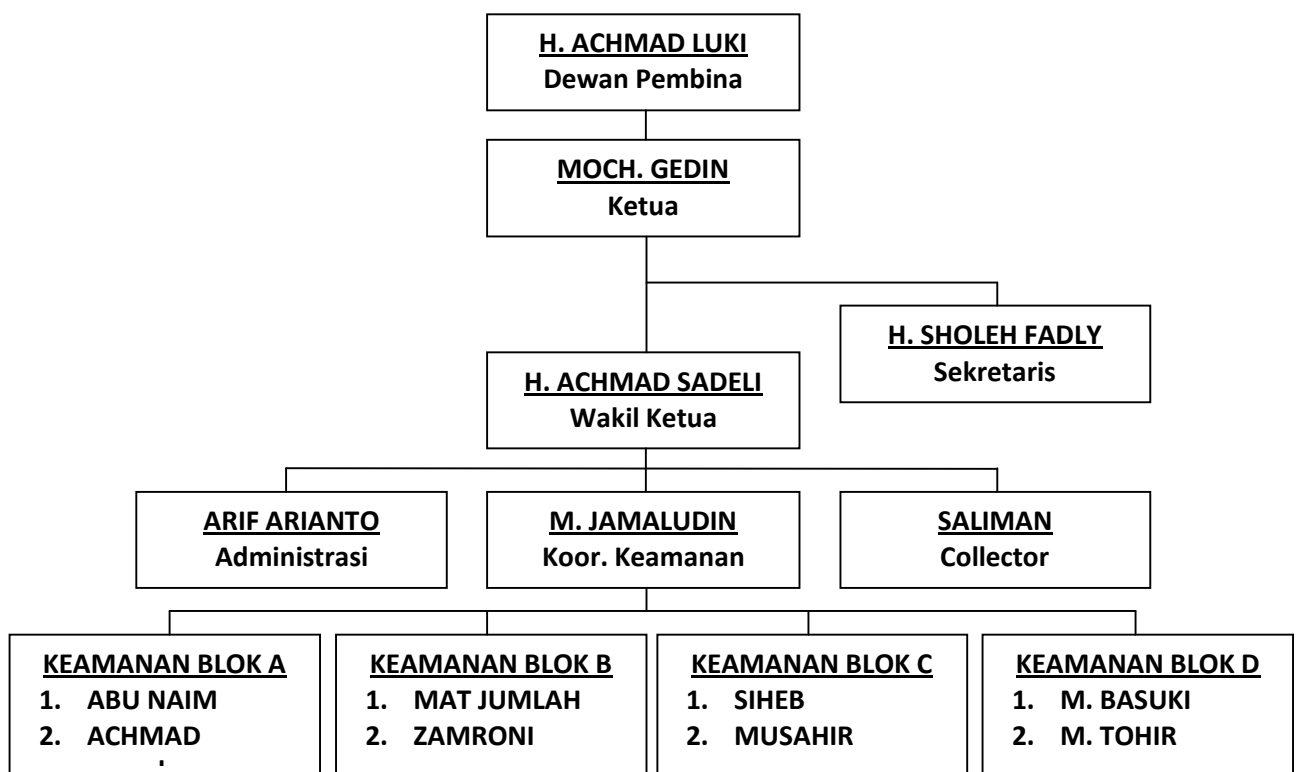 H. ACHMAD LUKI
Dewan Pembina
MOCH. GEDIN
Ketua
H. SHOLEH FADLY
Sekretaris
H. ACHMAD SADELI
Wakil Ketua
ARIF ARIANTO
Administrasi
M. JAMALUDIN
Koor. Keamanan
SALIMAN
Collector
KEAMANAN BLOK A
1. ABU NAIM
2. ACHMAD
KEAMANAN BLOK B
1. MAT JUMLAH
2. ZAMRONI
KEAMANAN BLOK C
1. SIHEB
2. MUSAHIR
KEAMANAN BLOK D
1. M. BASUKI
2. M. TOHIR